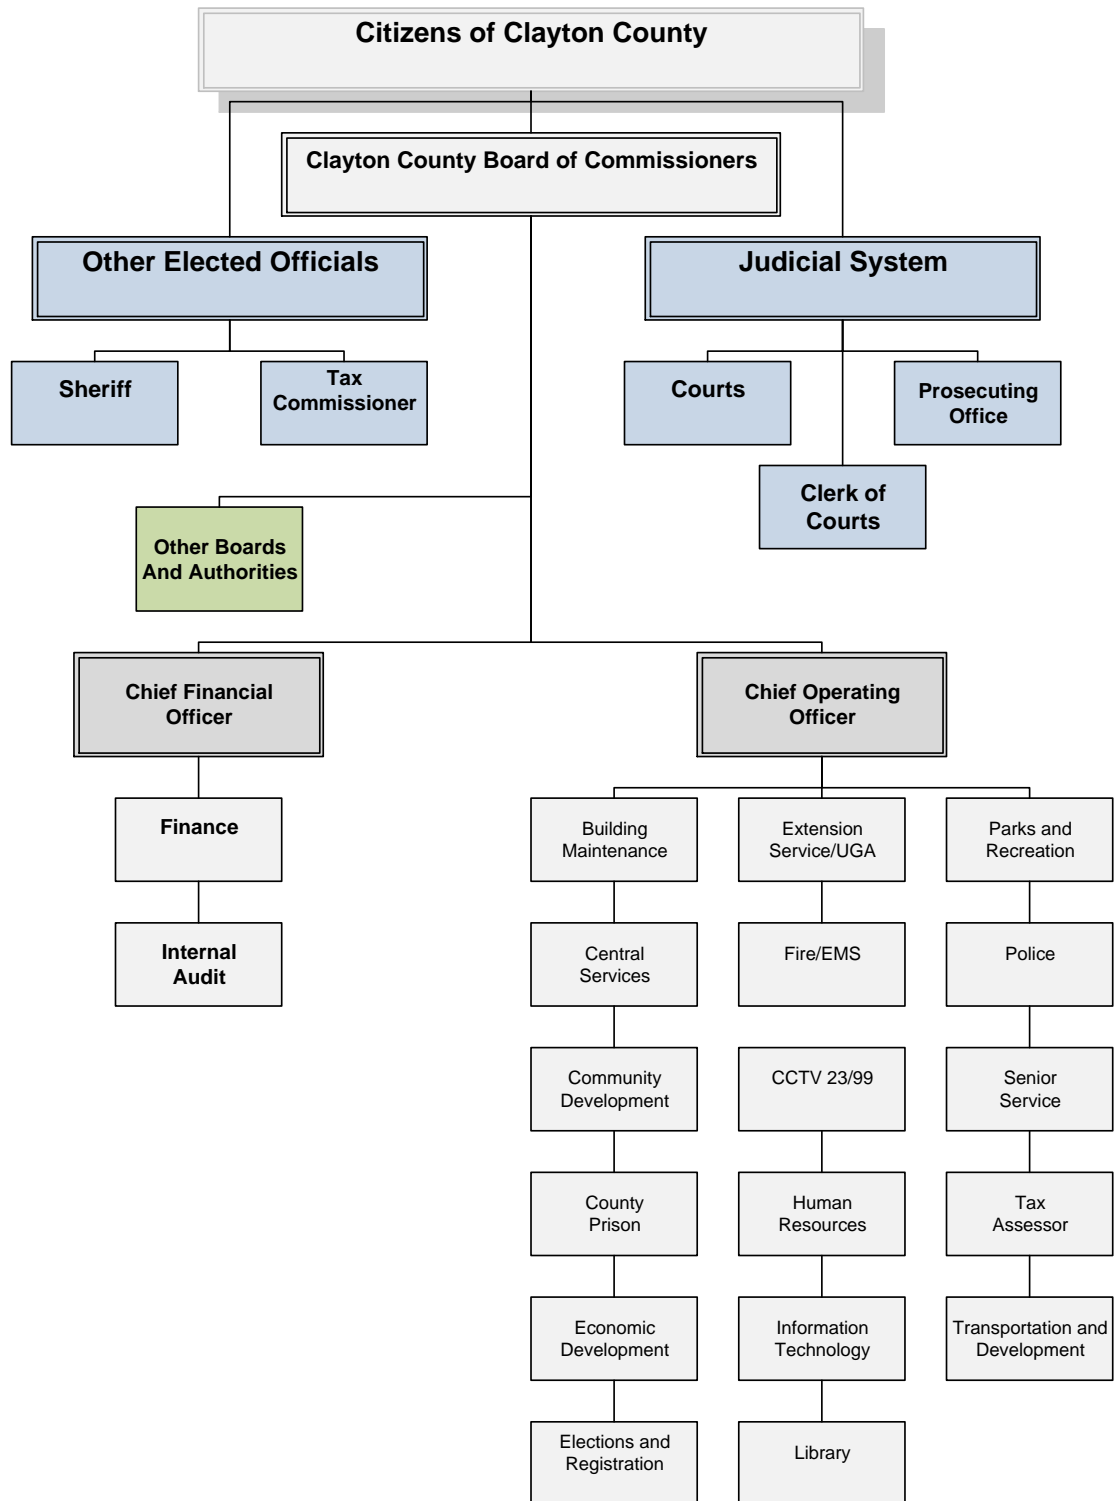 Citizens of Clayton County
Clayton County Board of Commissioners
Other Elected Officials
Judicial System
Sheriff
Tax
Commissioner
Courts
Prosecuting
Office
Clerk of
Courts
Other Boards
And Authorities
Chief Financial
Officer
Chief Operating
Officer
Finance
Internal
Audit
Building
Maintenance
Extension
Service/UGA
Parks and
Recreation
Central
Services
Fire/EMS
Police
Community
Development
CCTV 23/99
Senior
Service
County
Prison
Human
Resources
Tax
Assessor
Economic
Development
Information
Technology
Transportation and
Development
Elections and
Registration
Library